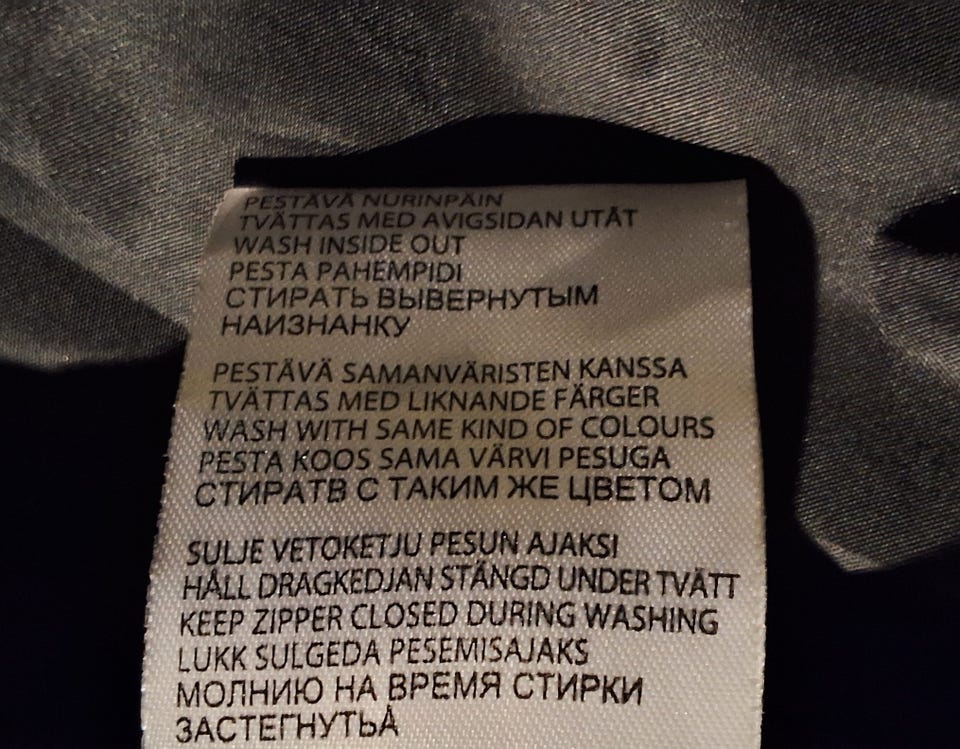 PESTÄVÄ NURINPÄIN
TVÄTTAS MED AVIGSIDAN UTÅT
WASH INSIDE OUT
PESTA PAHEMPIDI
СТИРАТЬ ВЫВЕРНУТЫМ
НАИЗНАНКУ
PESTÄVÄ SAMANVÄRISTEN KANSSA
TVÄTTAS MED LIKNANDE FÄRGER
WASH WITH SAME KIND OF COLOURS
PESTA KOOS SAMA VÄRVI PESUGA
СТИРАТВ С ТАКИМ ЖЕ ЦВЕТОМ
SULJE VETOKETJU PESUN AJAKSI
HÅLL DRAGKEDJAN STÄNGD UNDER TVÄTT
KEEP ZIPPER CLOSED DURING WASHING
LUKK SULGEDA PESEMISAJAKS
МОЛНИЮ НА ВРЕМЯ СТИРКИ
ЗАСТЕГНУТЬÅ